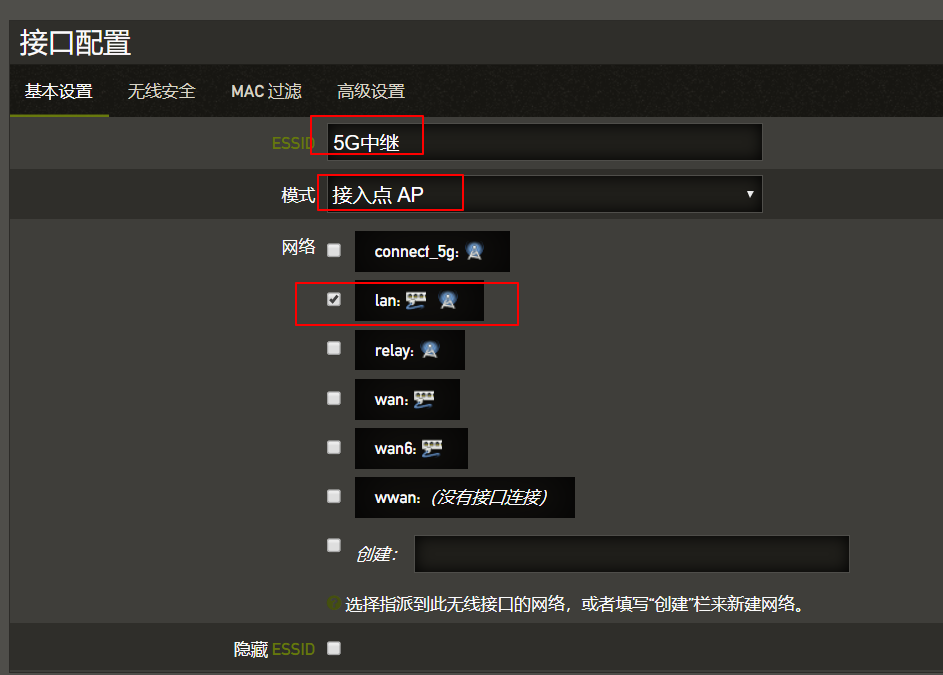 接口配置
基本设置 无线安全 MAC 过滤 高级设置
ESSID 5G中继
模式 接入点 AP
网络 connect_5g:
lan:
relay:
wan:
wan6:
wwan: (没有接口连接)
创建:
选择指派到此无线接口的网络，或者填写“创建”栏来新建网络。
隐藏 ESSID